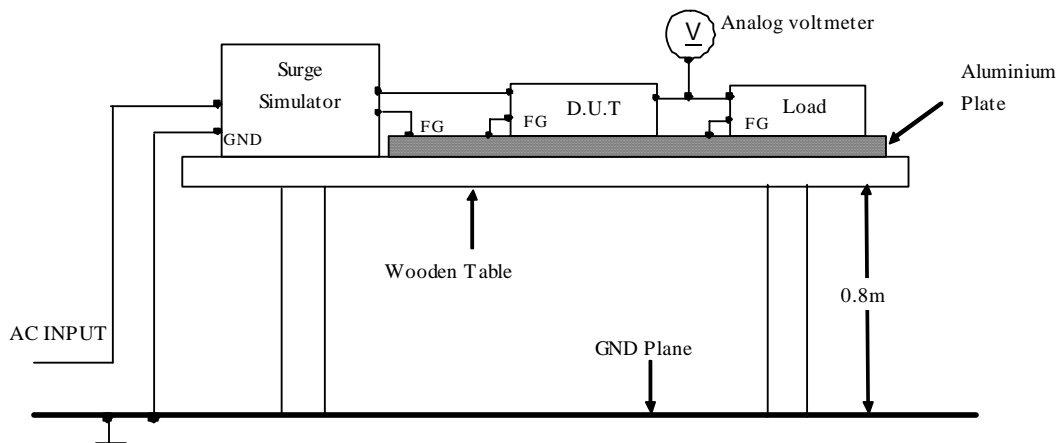 Analog voltmeter
V
Surge
Simulator
Aluminium
Plate
D.U.T
Load
FG
FG
FG
GND
Wooden Table
0.8m
AC INPUT
GND Plane